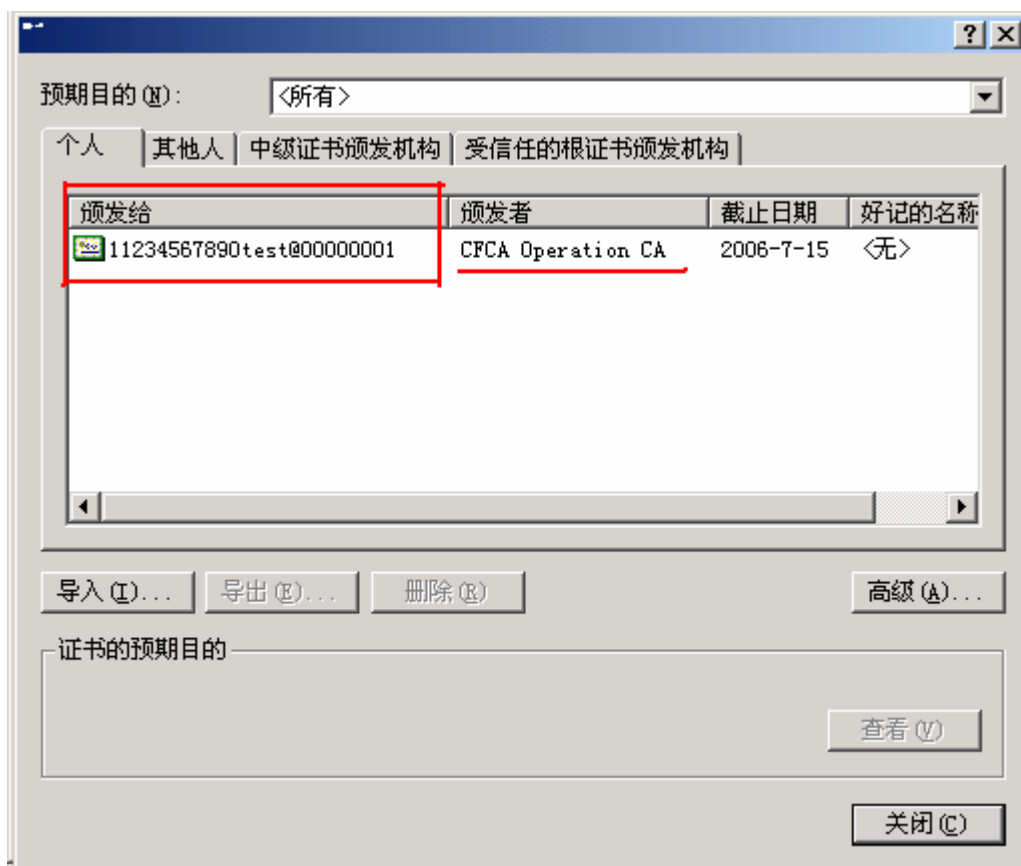 预期目的(N): <所有>
个人 其他人 中级证书颁发机构 受信任的根证书颁发机构
颁发给 颁发者 截止日期 好记的名称
11234567890test@00000001 CFCA Operation CA 2006-7-15 <无>
导入(I)... 导出(E)... 删除(R) 高级(A)...
证书的预期目的
查看(V)
关闭(C)